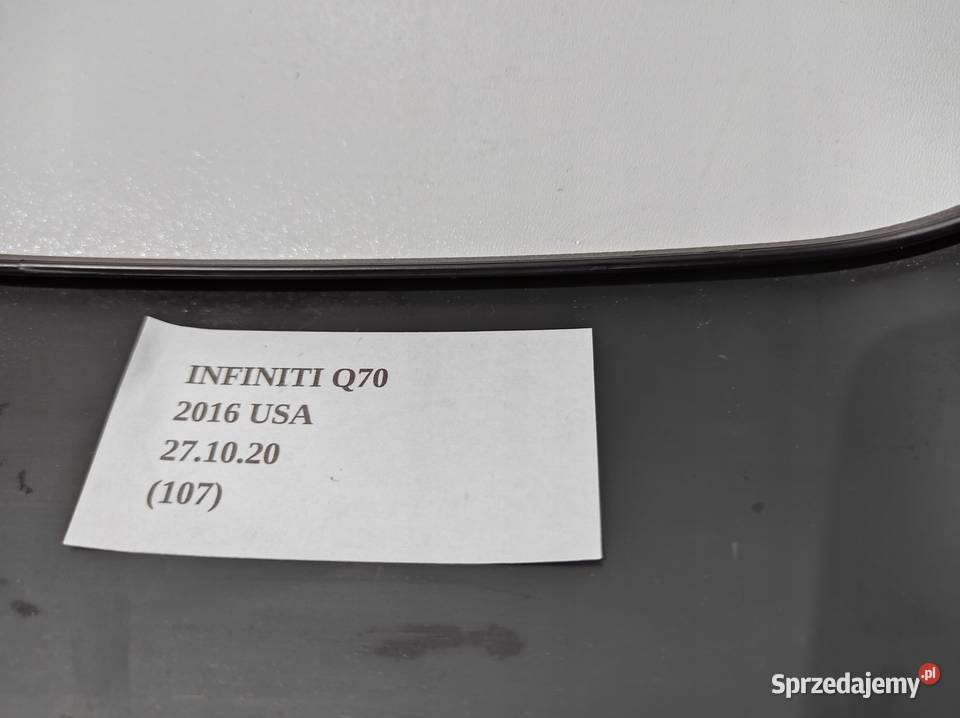 INFINITI Q70
2016 USA
27.10.20
(107)
Sprzedajemy.pl